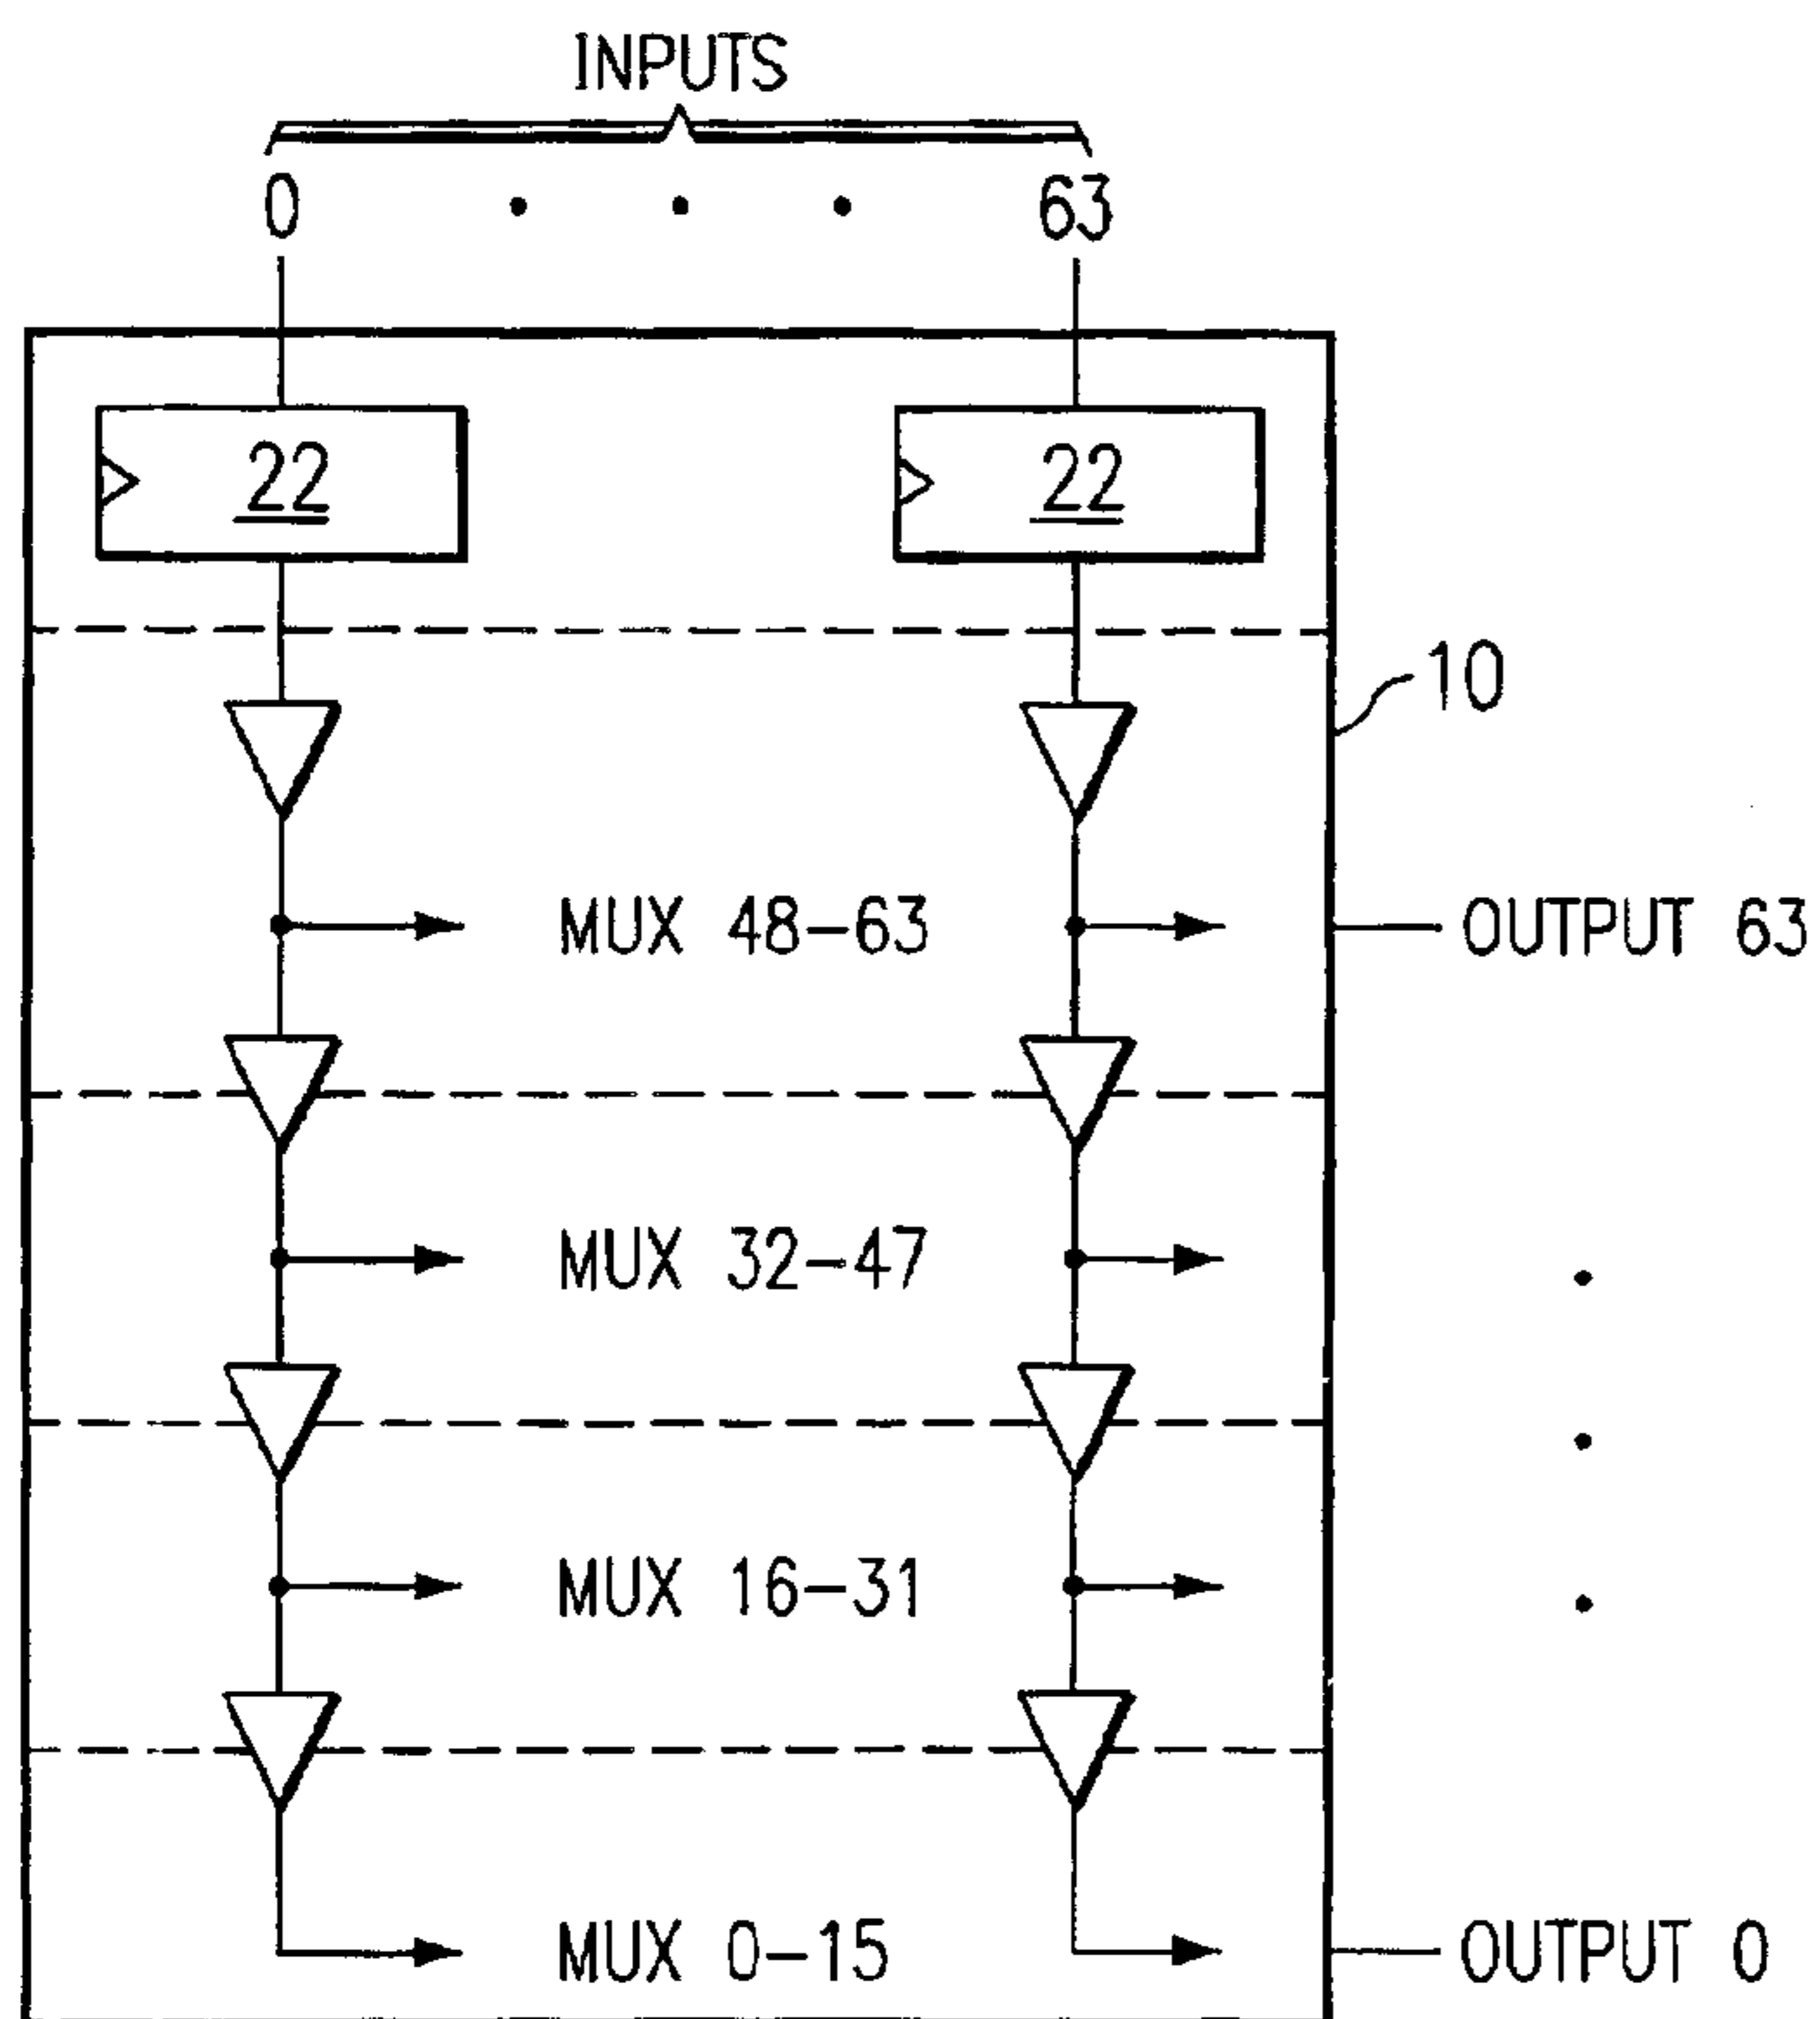 INPUTS
0 • • • 63
22 22
10
MUX 48-63 OUTPUT 63
MUX 32-47
MUX 16-31
MUX 0-15 OUTPUT 0